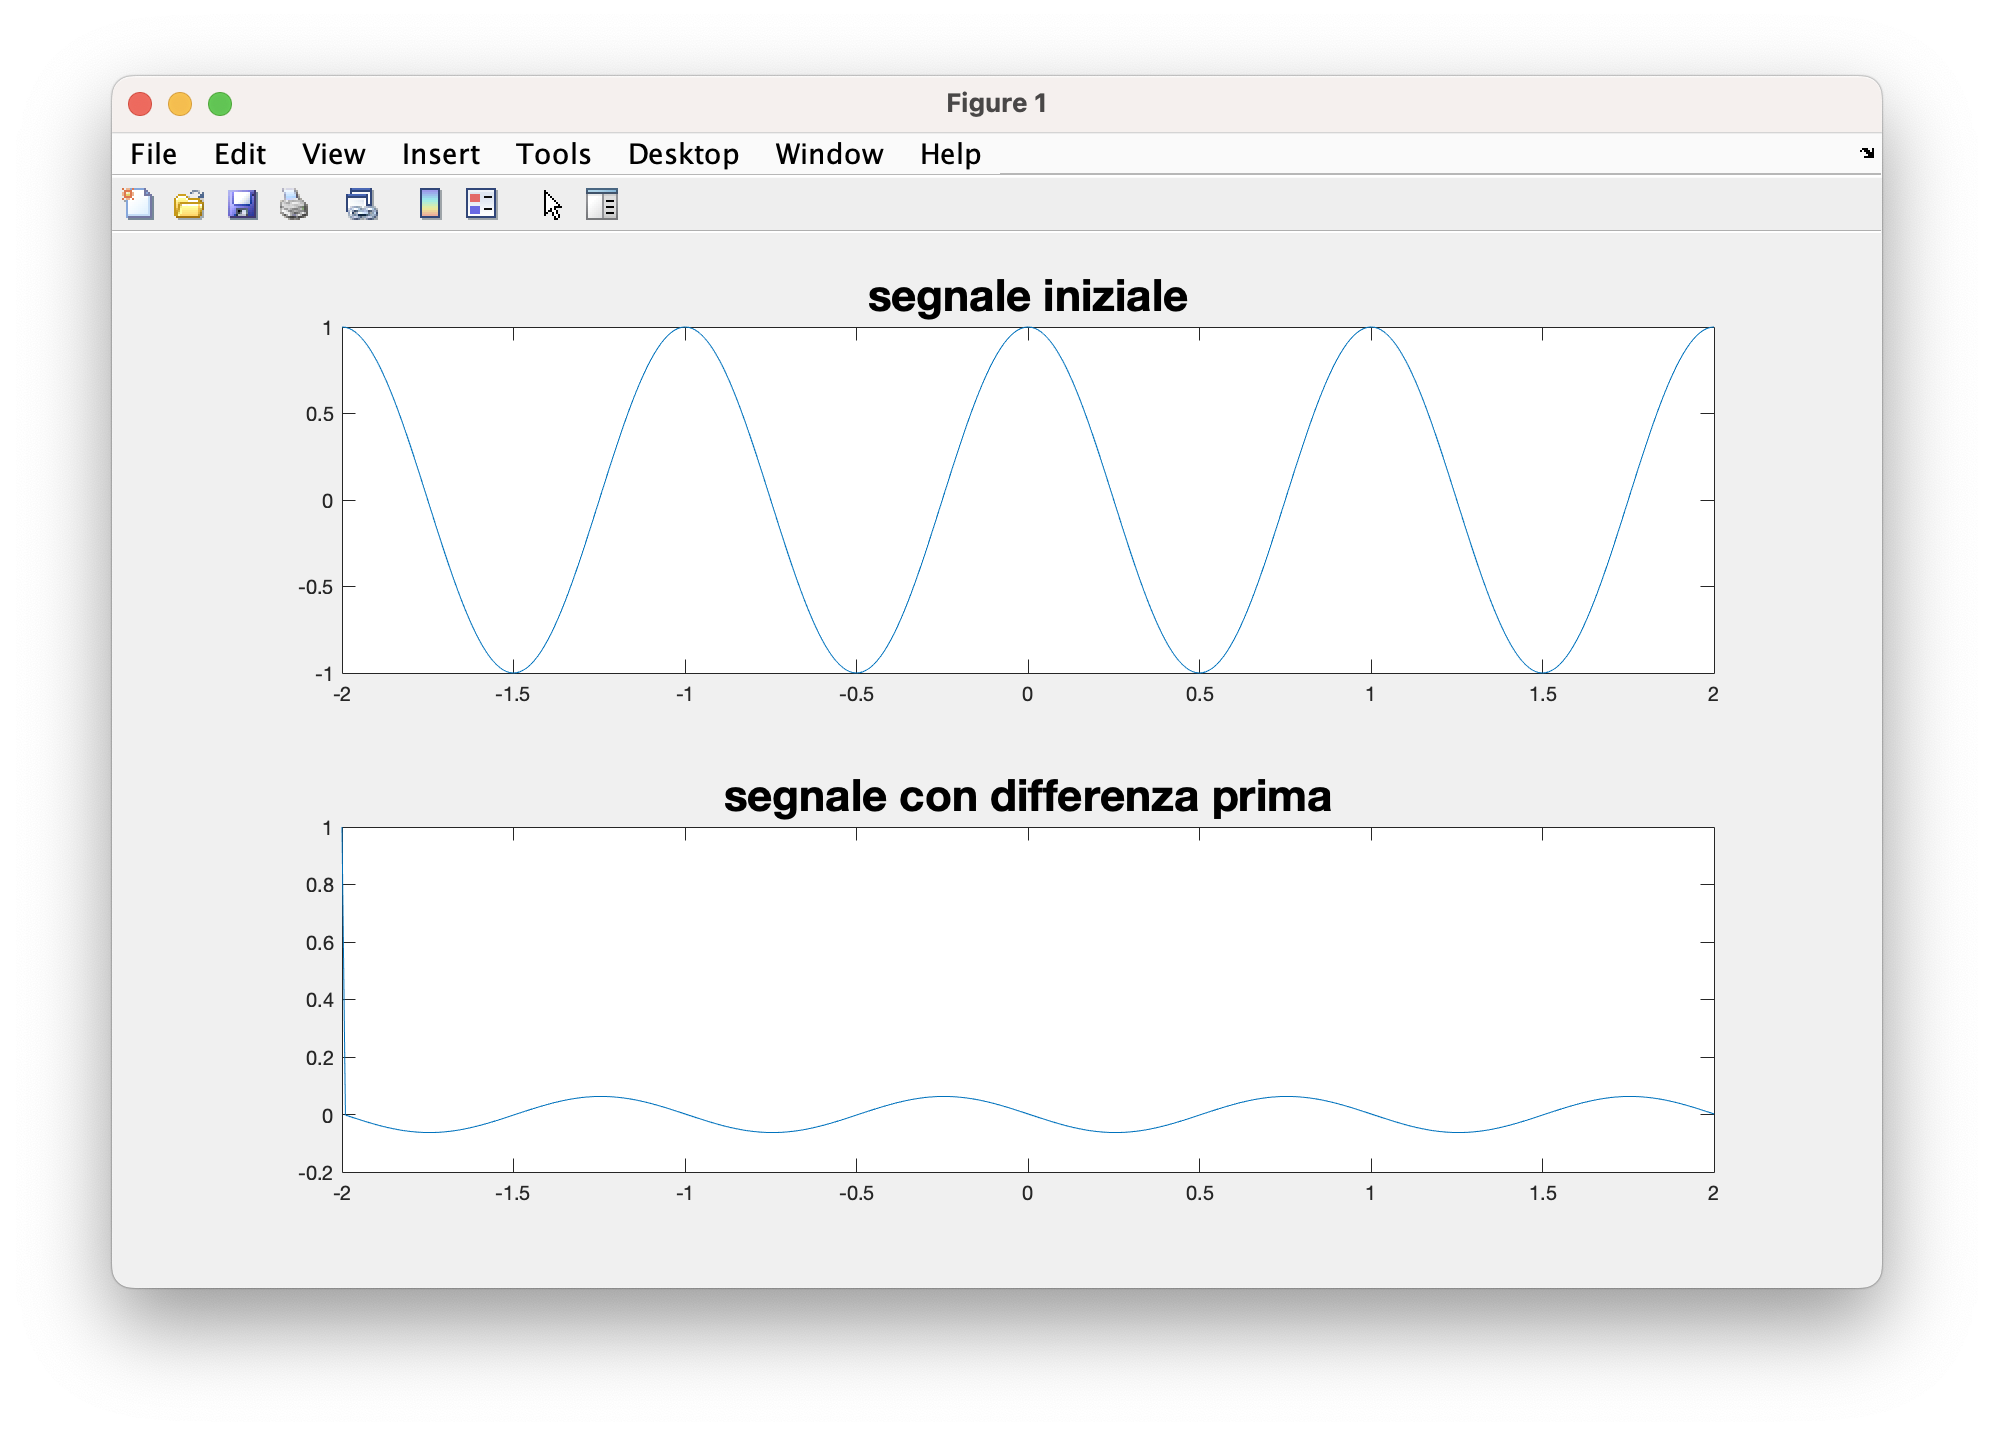 Figure 1
File Edit View Insert Tools Desktop Window Help
segnale iniziale
1
0.5
0
-0.5
-1
-2 -1.5 -1 -0.5 0 0.5 1 1.5 2
segnale con differenza prima
1
0.8
0.6
0.4
0.2
0
-0.2
-2 -1.5 -1 -0.5 0 0.5 1 1.5 2